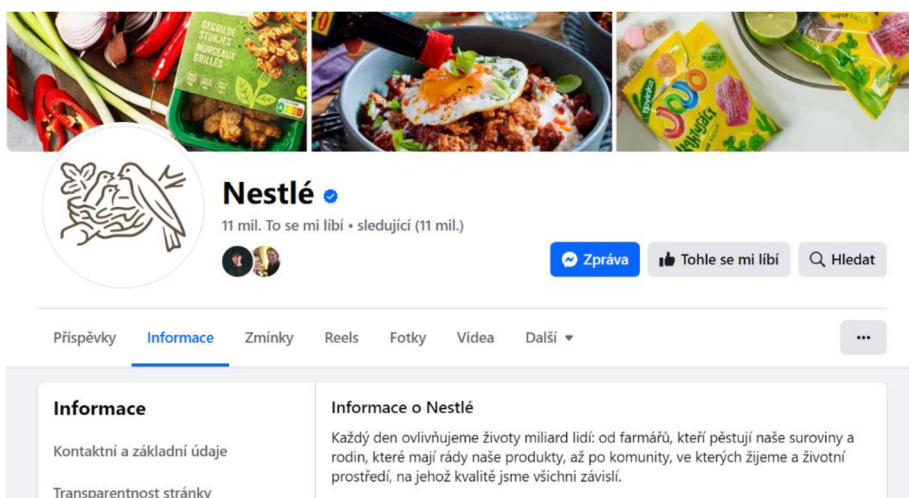 GEGRILDE
STUKJES
MORCEAUX
GRILLÉS
MAGGI
JOJO
Nestlé
11 mil. To se mi líbí • sledující (11 mil.)
Zpráva
Tohle se mi líbí
Hledat
Příspěvky Informace Zmínky Reels Fotky Videa Další
Informace
Kontaktní a základní údaje
Transparentnost stránky
Informace o Nestlé
Každý den ovlivňujeme životy miliard lidí: od farmářů, kteří pěstují naše suroviny a
rodin, které mají rády naše produkty, až po komunity, ve kterých žijeme a životní
prostředí, na jehož kvalitě jsme všichni závislí.